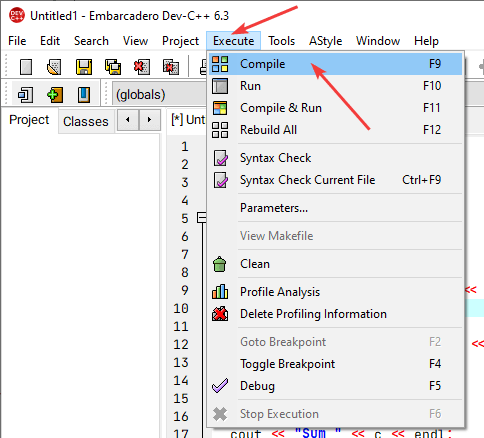 DEV C++ Untitled1 - Embarcadero Dev-C++ 6.3
File Edit Search View Project Execute Tools AStyle Window Help
(globals)
Project Classes
[*] Unt
Compile F9
Run F10
Compile & Run F11
Rebuild All F12
Syntax Check
Syntax Check Current File Ctrl+F9
Parameters...
View Makefile
Clean
Profile Analysis
Delete Profiling Information
Goto Breakpoint F2
Toggle Breakpoint F4
Debug F5
Stop Execution F6
1
2
3
4
5
6
7
8
9 <<
10
11
12 <<
13
14
15
16
17 cout << "Sum " << c << endl;